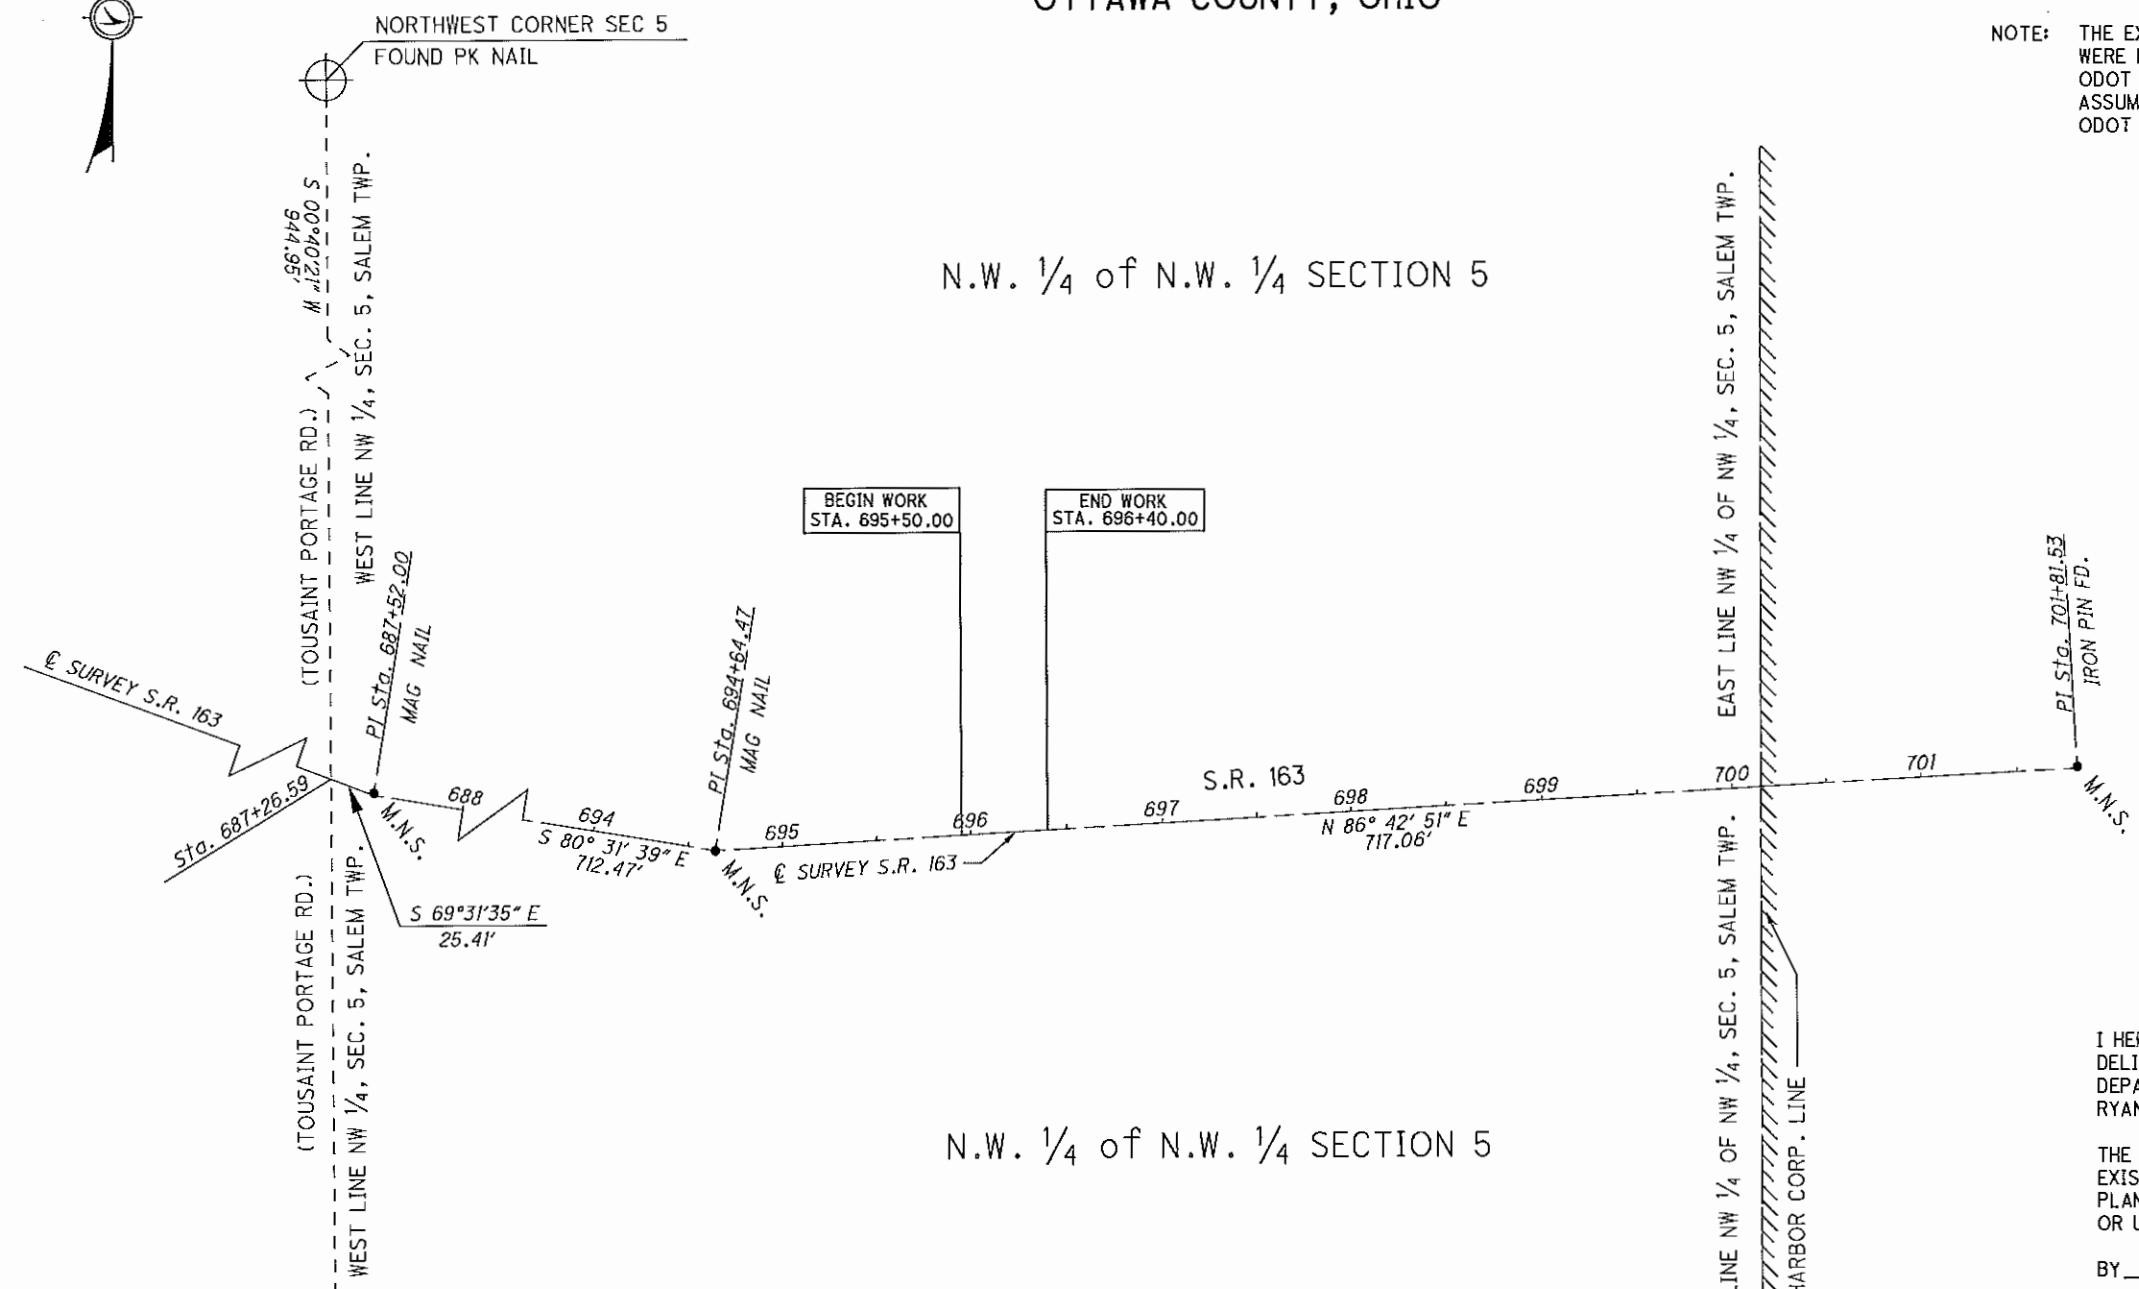 OTTAWA COUNTY, OHIO
NORTHWEST CORNER SEC 5
FOUND PK NAIL
NOTE: THE
WERE
ODOT
ASSUM
ODOT
S 00°40'21" W
944.95'
WEST LINE NW 1/4, SEC. 5, SALEM TWP.
(TOUSAINT PORTAGE RD.)
N.W. 1/4 of N.W. 1/4 SECTION 5
EAST LINE NW 1/4 OF NW 1/4, SEC. 5, SALEM TWP.
BEGIN WORK
STA. 695+50.00
END WORK
STA. 696+40.00
PI Sta. 687+52.00
MAG NAIL
PI Sta. 694+64.47
MAG NAIL
PI Sta. 701+81.53
IRON PIN FD.
℄ SURVEY S.R. 163
Sta. 687+26.59
M.N.S.
688
694
S 80° 31' 39" E
712.47'
M.N.S.
695
696
697
S.R. 163
698
699
700
701
M.N.S.
N 86° 42' 51" E
717.06'
℄ SURVEY S.R. 163
S 69°31'35" E
25.41'
(TOUSAINT PORTAGE RD.)
WEST LINE NW 1/4, SEC. 5, SALEM TWP.
N.W. 1/4 of N.W. 1/4 SECTION 5
LINE NW 1/4 OF NW 1/4, SEC. 5, SALEM TWP.
HARBOR CORP. LINE
I HE
DELI
DEPA
RYAN
THE
EXIS
PLAN
OR U
BY